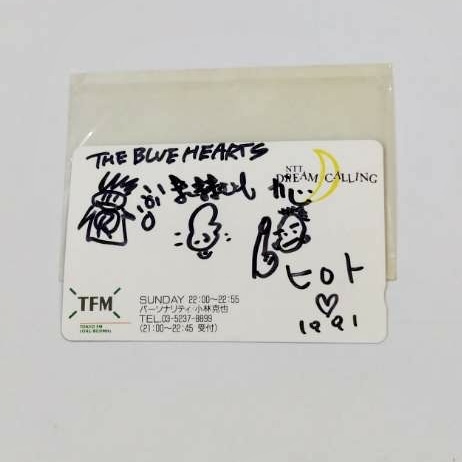 THE BLUE HEARTS
NTT
DREAM CALLING
ヒロト
1991
TFM
TOKYO FM
SUNDAY 22:00〜22:55
パーソナリティ/小林克也
TEL.03-5237-8699
(21:00〜22:45 受付)